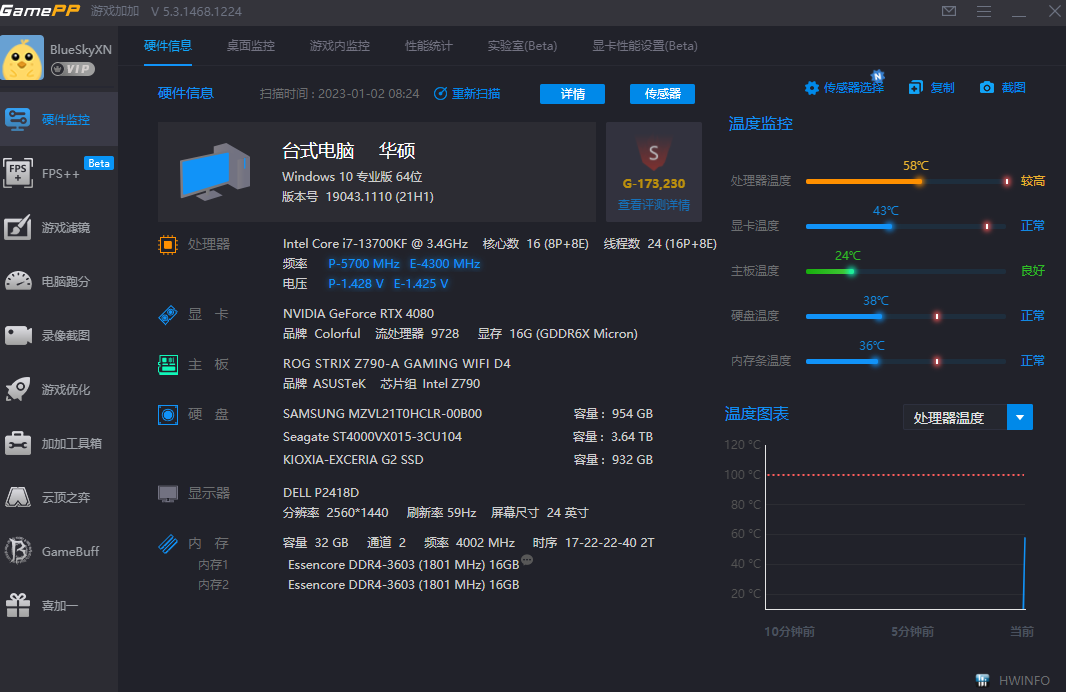 GamePP 游戏加加 V 5.3.1468.1224
BlueSkyXN
VIP
硬件监控
FPS
FPS++
Beta
游戏滤镜
电脑跑分
录像截图
游戏优化
加加工具箱
云顶之弈
GameBuff
喜加一
硬件信息 桌面监控 游戏内监控 性能统计 实验室(Beta) 显卡性能设置(Beta)
硬件信息 扫描时间 : 2023-01-02 08:24 重新扫描 详情 传感器
N
传感器选择 复制 截图
台式电脑 华硕
Windows 10 专业版 64位
版本号 19043.1110 (21H1)
S
G-173,230
查看评测详情
处理器 Intel Core i7-13700KF @ 3.4GHz 核心数 16 (8P+8E) 线程数 24 (16P+8E)
频率 P-5700 MHz E-4300 MHz
电压 P-1.428 V E-1.425 V
显 卡 NVIDIA GeForce RTX 4080
品牌 Colorful 流处理器 9728 显存 16G (GDDR6X Micron)
主 板 ROG STRIX Z790-A GAMING WIFI D4
品牌 ASUSTeK 芯片组 Intel Z790
硬 盘 SAMSUNG MZVL21T0HCLR-00B00 容量 : 954 GB
Seagate ST4000VX015-3CU104 容量 : 3.64 TB
KIOXIA-EXCERIA G2 SSD 容量 : 932 GB
显示器 DELL P2418D
分辨率 2560*1440 刷新率 59Hz 屏幕尺寸 24 英寸
内 存 容量 32 GB 通道 2 频率 4002 MHz 时序 17-22-22-40 2T
内存1 Essencore DDR4-3603 (1801 MHz) 16GB
内存2 Essencore DDR4-3603 (1801 MHz) 16GB
温度监控
58℃
处理器温度 较高
43℃
显卡温度 正常
24℃
主板温度 良好
38℃
硬盘温度 正常
36℃
内存条温度 正常
温度图表 处理器温度
120 °C
100 °C
80 °C
60 °C
40 °C
20 °C
10分钟前 5分钟前 当前
HWINFO